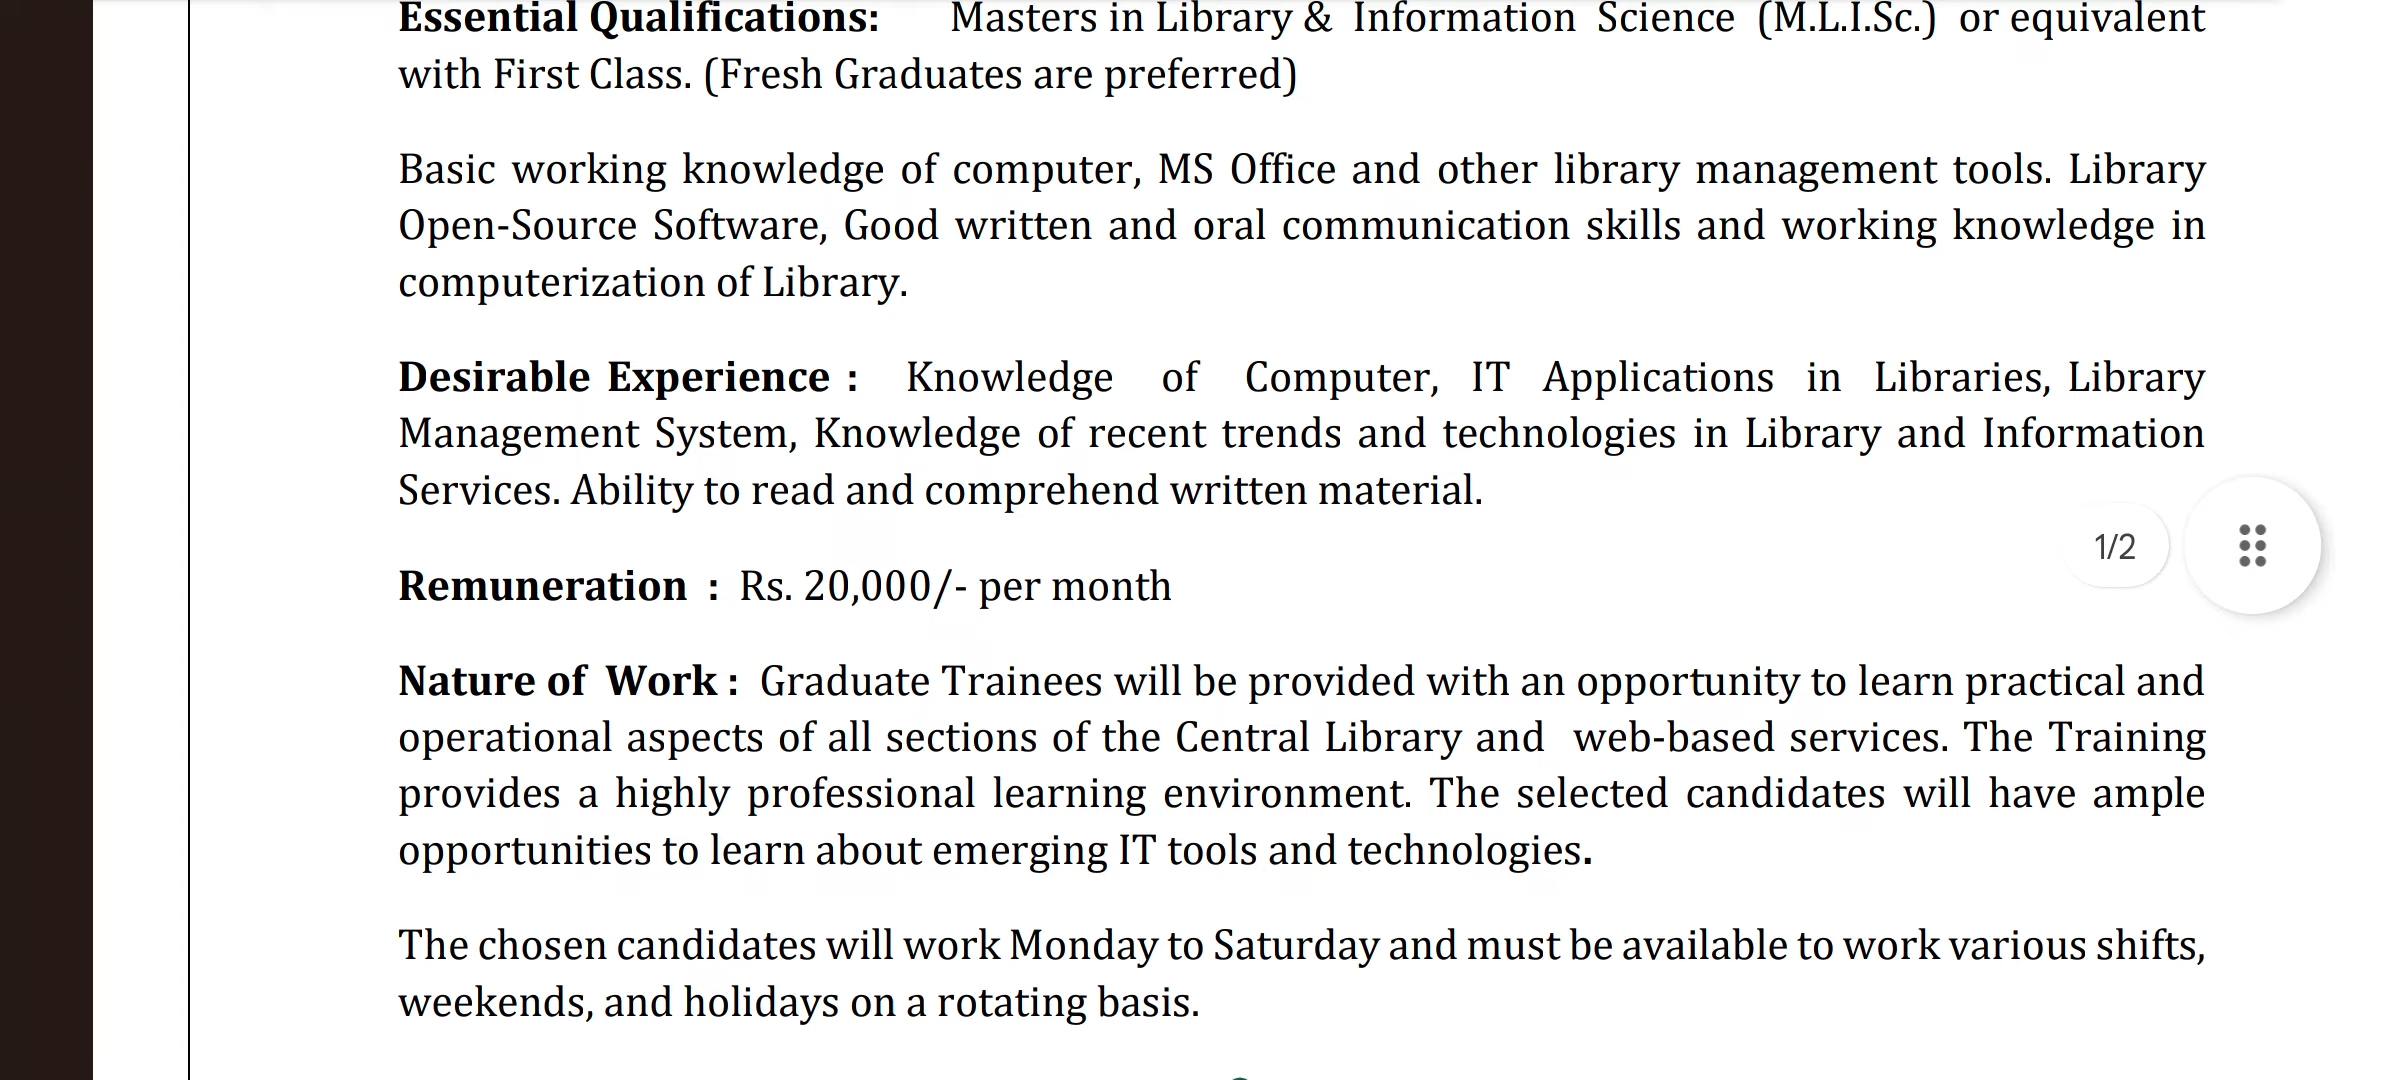 Essential Qualifications: Masters in Library & Information Science (M.L.I.Sc.) or equivalent
with First Class. (Fresh Graduates are preferred)
Basic working knowledge of computer, MS Office and other library management tools. Library
Open-Source Software, Good written and oral communication skills and working knowledge in
computerization of Library.
Desirable Experience : Knowledge of Computer, IT Applications in Libraries, Library
Management System, Knowledge of recent trends and technologies in Library and Information
Services. Ability to read and comprehend written material.
1/2
Remuneration : Rs. 20,000/- per month
Nature of Work : Graduate Trainees will be provided with an opportunity to learn practical and
operational aspects of all sections of the Central Library and web-based services. The Training
provides a highly professional learning environment. The selected candidates will have ample
opportunities to learn about emerging IT tools and technologies.
The chosen candidates will work Monday to Saturday and must be available to work various shifts,
weekends, and holidays on a rotating basis.